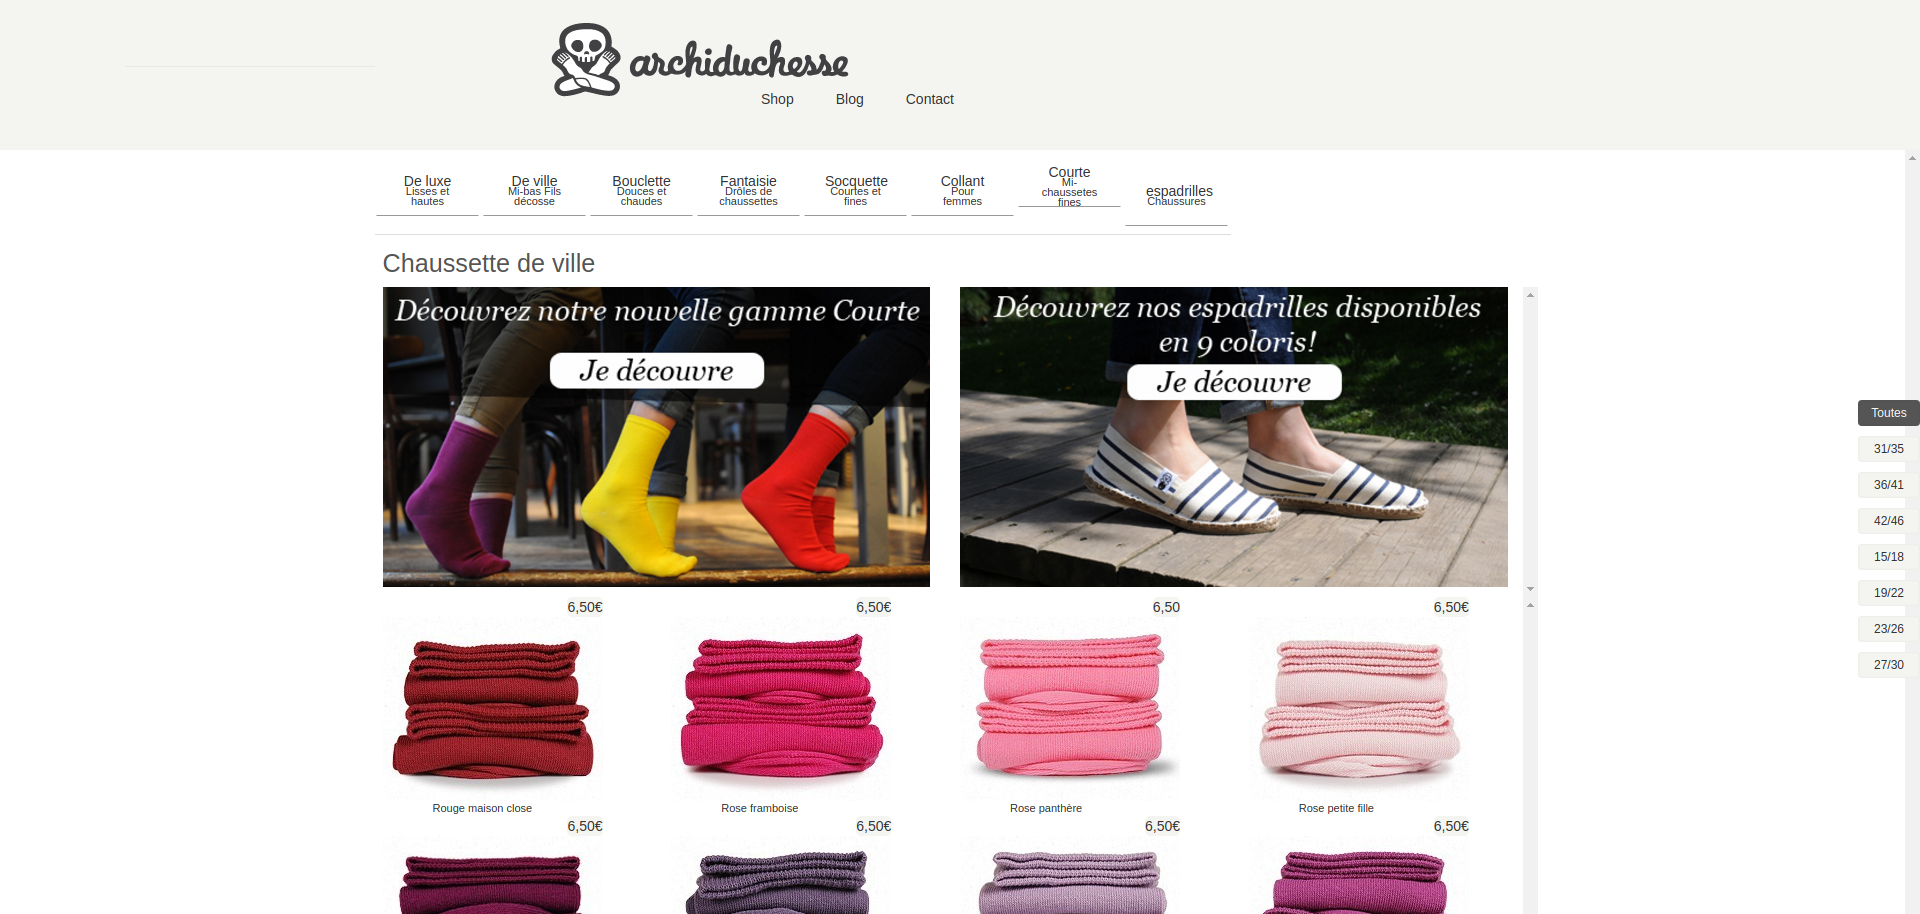 archiduchesse
Shop
Blog
Contact
De luxe
Lisses et
hautes
De ville
Mi-bas Fils
décosse
Bouclette
Douces et
chaudes
Fantaisie
Drôles de
chaussettes
Socquette
Courtes et
fines
Collant
Pour
femmes
Courte
Mi-
chaussetes
fines
espadrilles
Chaussures
Chaussette de ville
Découvrez notre nouvelle gamme Courte
Je découvre
Découvrez nos espadrilles disponibles
en 9 coloris!
Je découvre
Toutes
31/35
36/41
42/46
15/18
19/22
23/26
27/30
6,50€
6,50€
6,50
6,50€
Rouge maison close
Rose framboise
Rose panthère
Rose petite fille
6,50€
6,50€
6,50€
6,50€